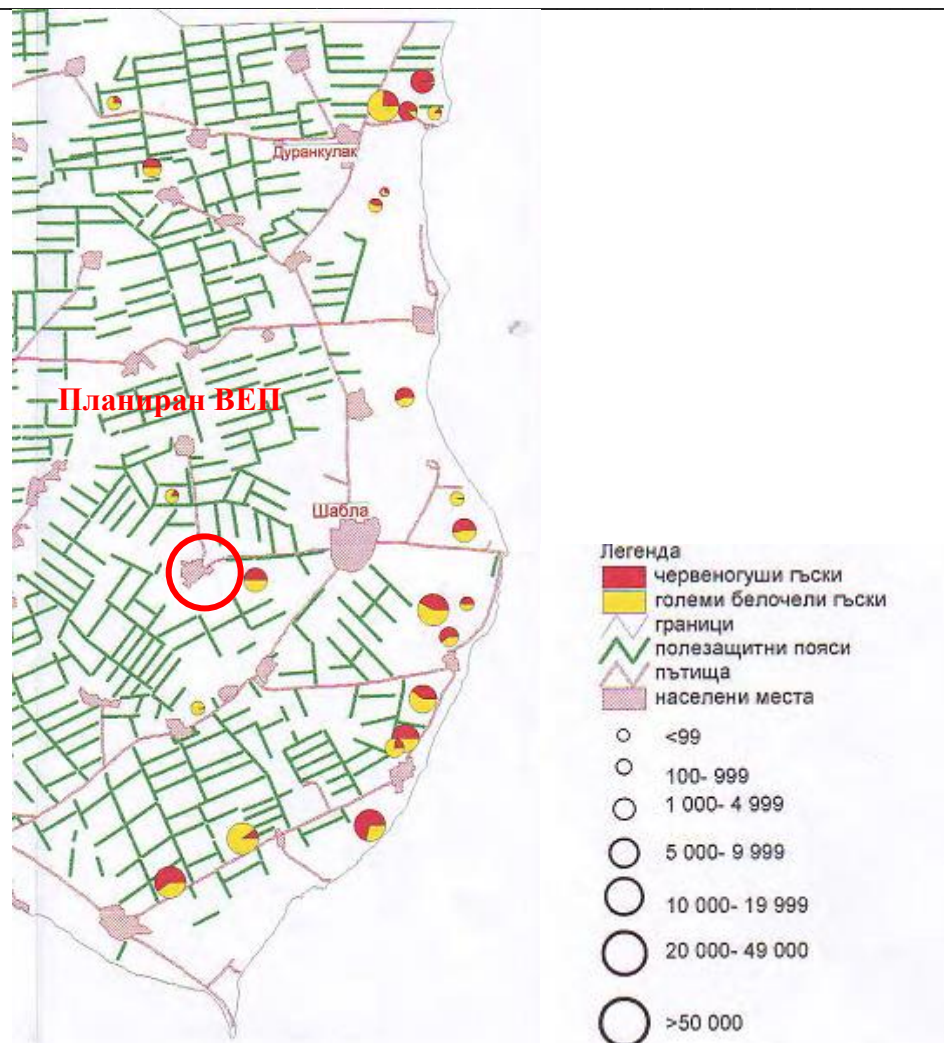 Дуранкулак
Планиран ВЕП
Шабла
Легенда
червеногуши гъски
големи белочели гъски
граници
полезащитни пояси
пътища
населени места
<99
100- 999
1 000- 4 999
5 000- 9 999
10 000- 19 999
20 000- 49 000
>50 000